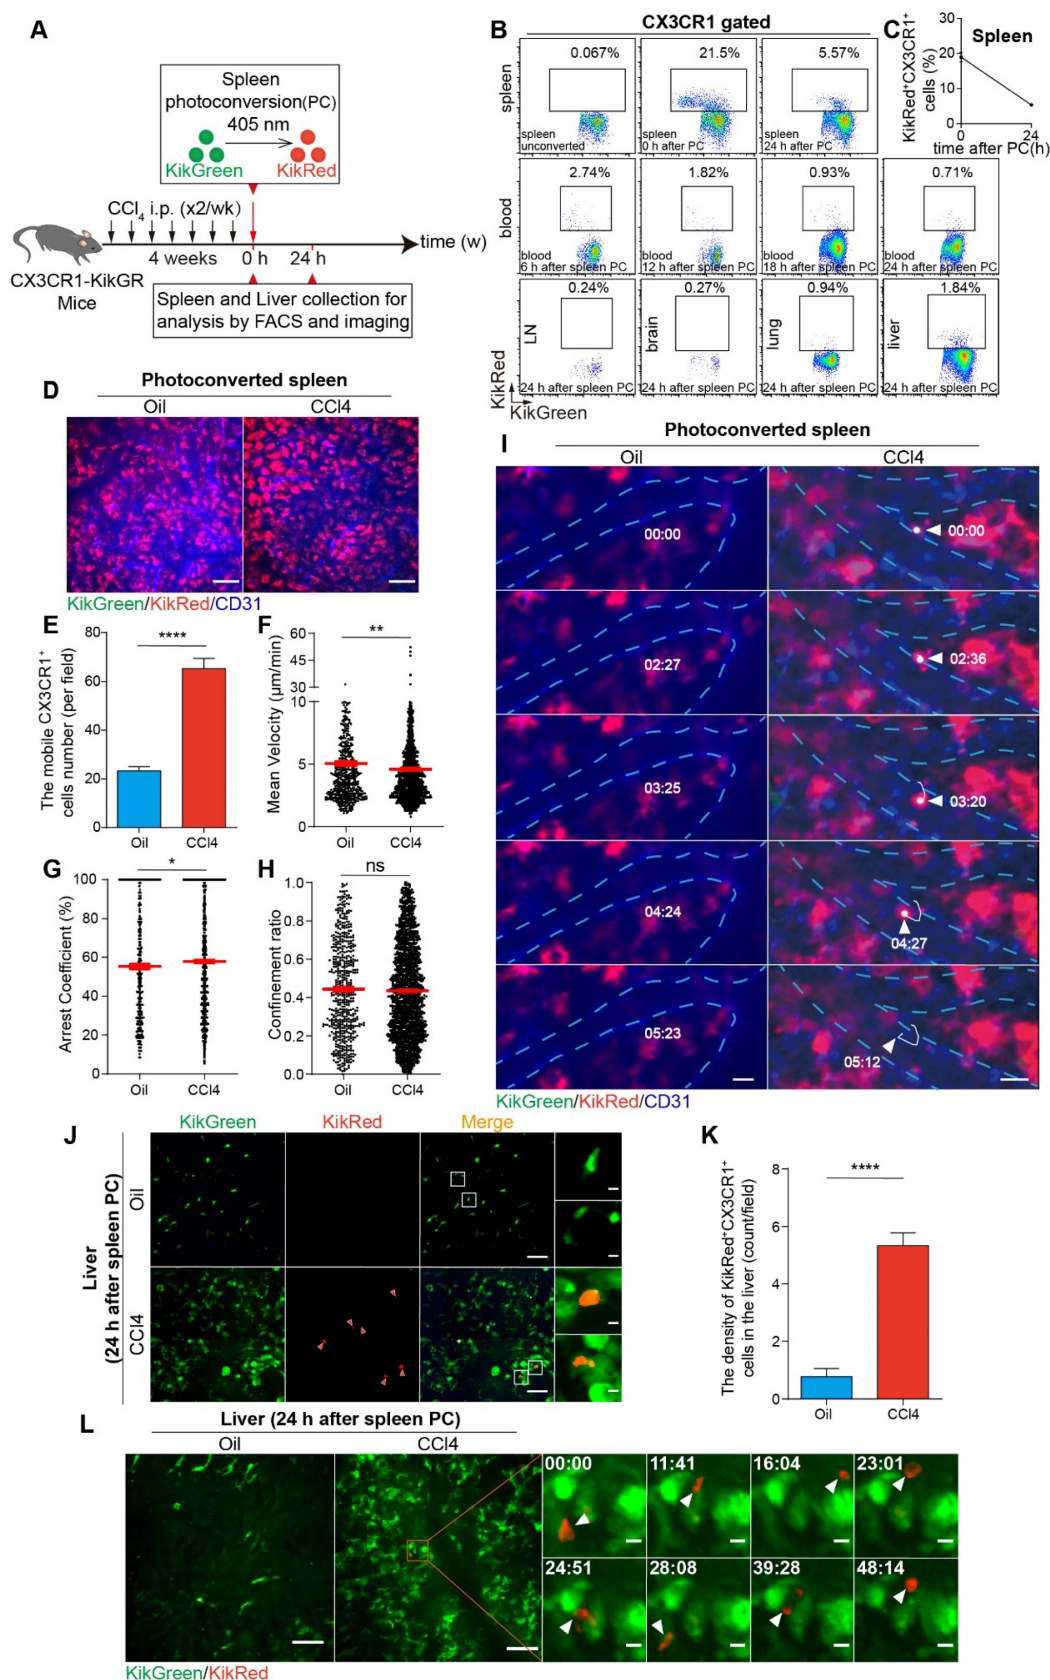 A
Spleen
photoconversion(PC)
405 nm
KikGreen
KikRed
CCl4 i.p. (x2/wk)
time (w)
4 weeks
0 h
24 h
CX3CR1-KikGR
Mice
Spleen and Liver collection for
analysis by FACS and imaging
B
CX3CR1 gated
spleen
0.067%
spleen
unconverted
21.5%
spleen
0 h after PC
5.57%
spleen
24 h after PC
blood
2.74%
blood
6 h after spleen PC
1.82%
blood
12 h after spleen PC
0.93%
blood
18 h after spleen PC
0.71%
blood
24 h after spleen PC
0.24%
LN
24 h after spleen PC
0.27%
brain
24 h after spleen PC
0.94%
lung
24 h after spleen PC
1.84%
liver
24 h after spleen PC
KikRed
KikGreen
C
Spleen
KikRed+CX3CR1+
cells (%)
30
20
10
0
0
24
time after PC(h)
D
Photoconverted spleen
Oil
CCl4
KikGreen/KikRed/CD31
E
The mobile CX3CR1+
cells number (per field)
80
60
40
20
0
****
Oil
CCl4
F
Mean Velocity (μm/min)
60
45
30
10
5
0
**
Oil
CCl4
G
Arrest Coefficient (%)
100
80
60
40
20
0
*
Oil
CCl4
H
Confinement ratio
1.0
0.8
0.6
0.4
0.2
0.0
ns
Oil
CCl4
I
Photoconverted spleen
Oil
CCl4
00:00
00:00
02:27
02:36
03:25
03:20
04:24
04:27
05:23
05:12
KikGreen/KikRed/CD31
J
KikGreen
KikRed
Merge
Liver
(24 h after spleen PC)
Oil
CCl4
K
The density of KikRed+CX3CR1+
cells in the liver (count/field)
8
6
4
2
0
****
Oil
CCl4
L
Liver (24 h after spleen PC)
Oil
CCl4
00:00
11:41
16:04
23:01
24:51
28:08
39:28
48:14
KikGreen/KikRed